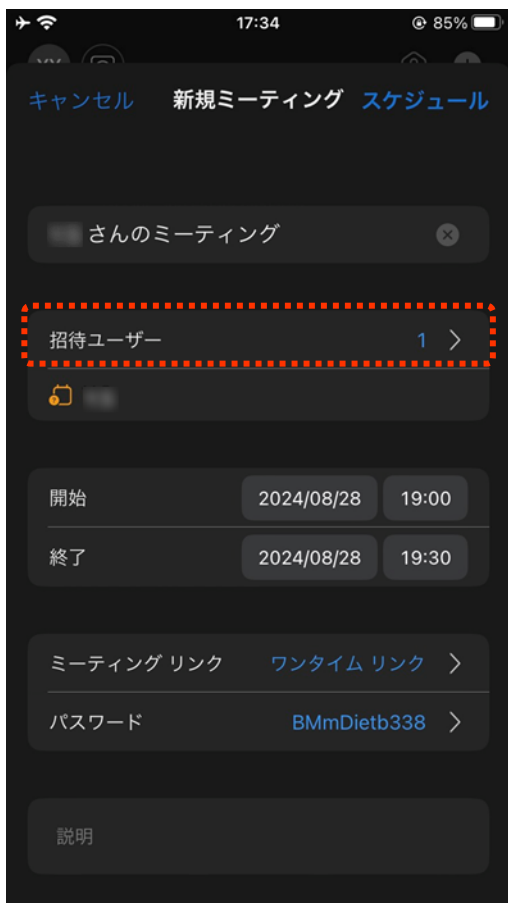 17:34 85%
キャンセル 新規ミーティング スケジュール
さんのミーティング
招待ユーザー 1
開始 2024/08/28 19:00
終了 2024/08/28 19:30
ミーティング リンク ワンタイム リンク
パスワード BMmDietb338
説明